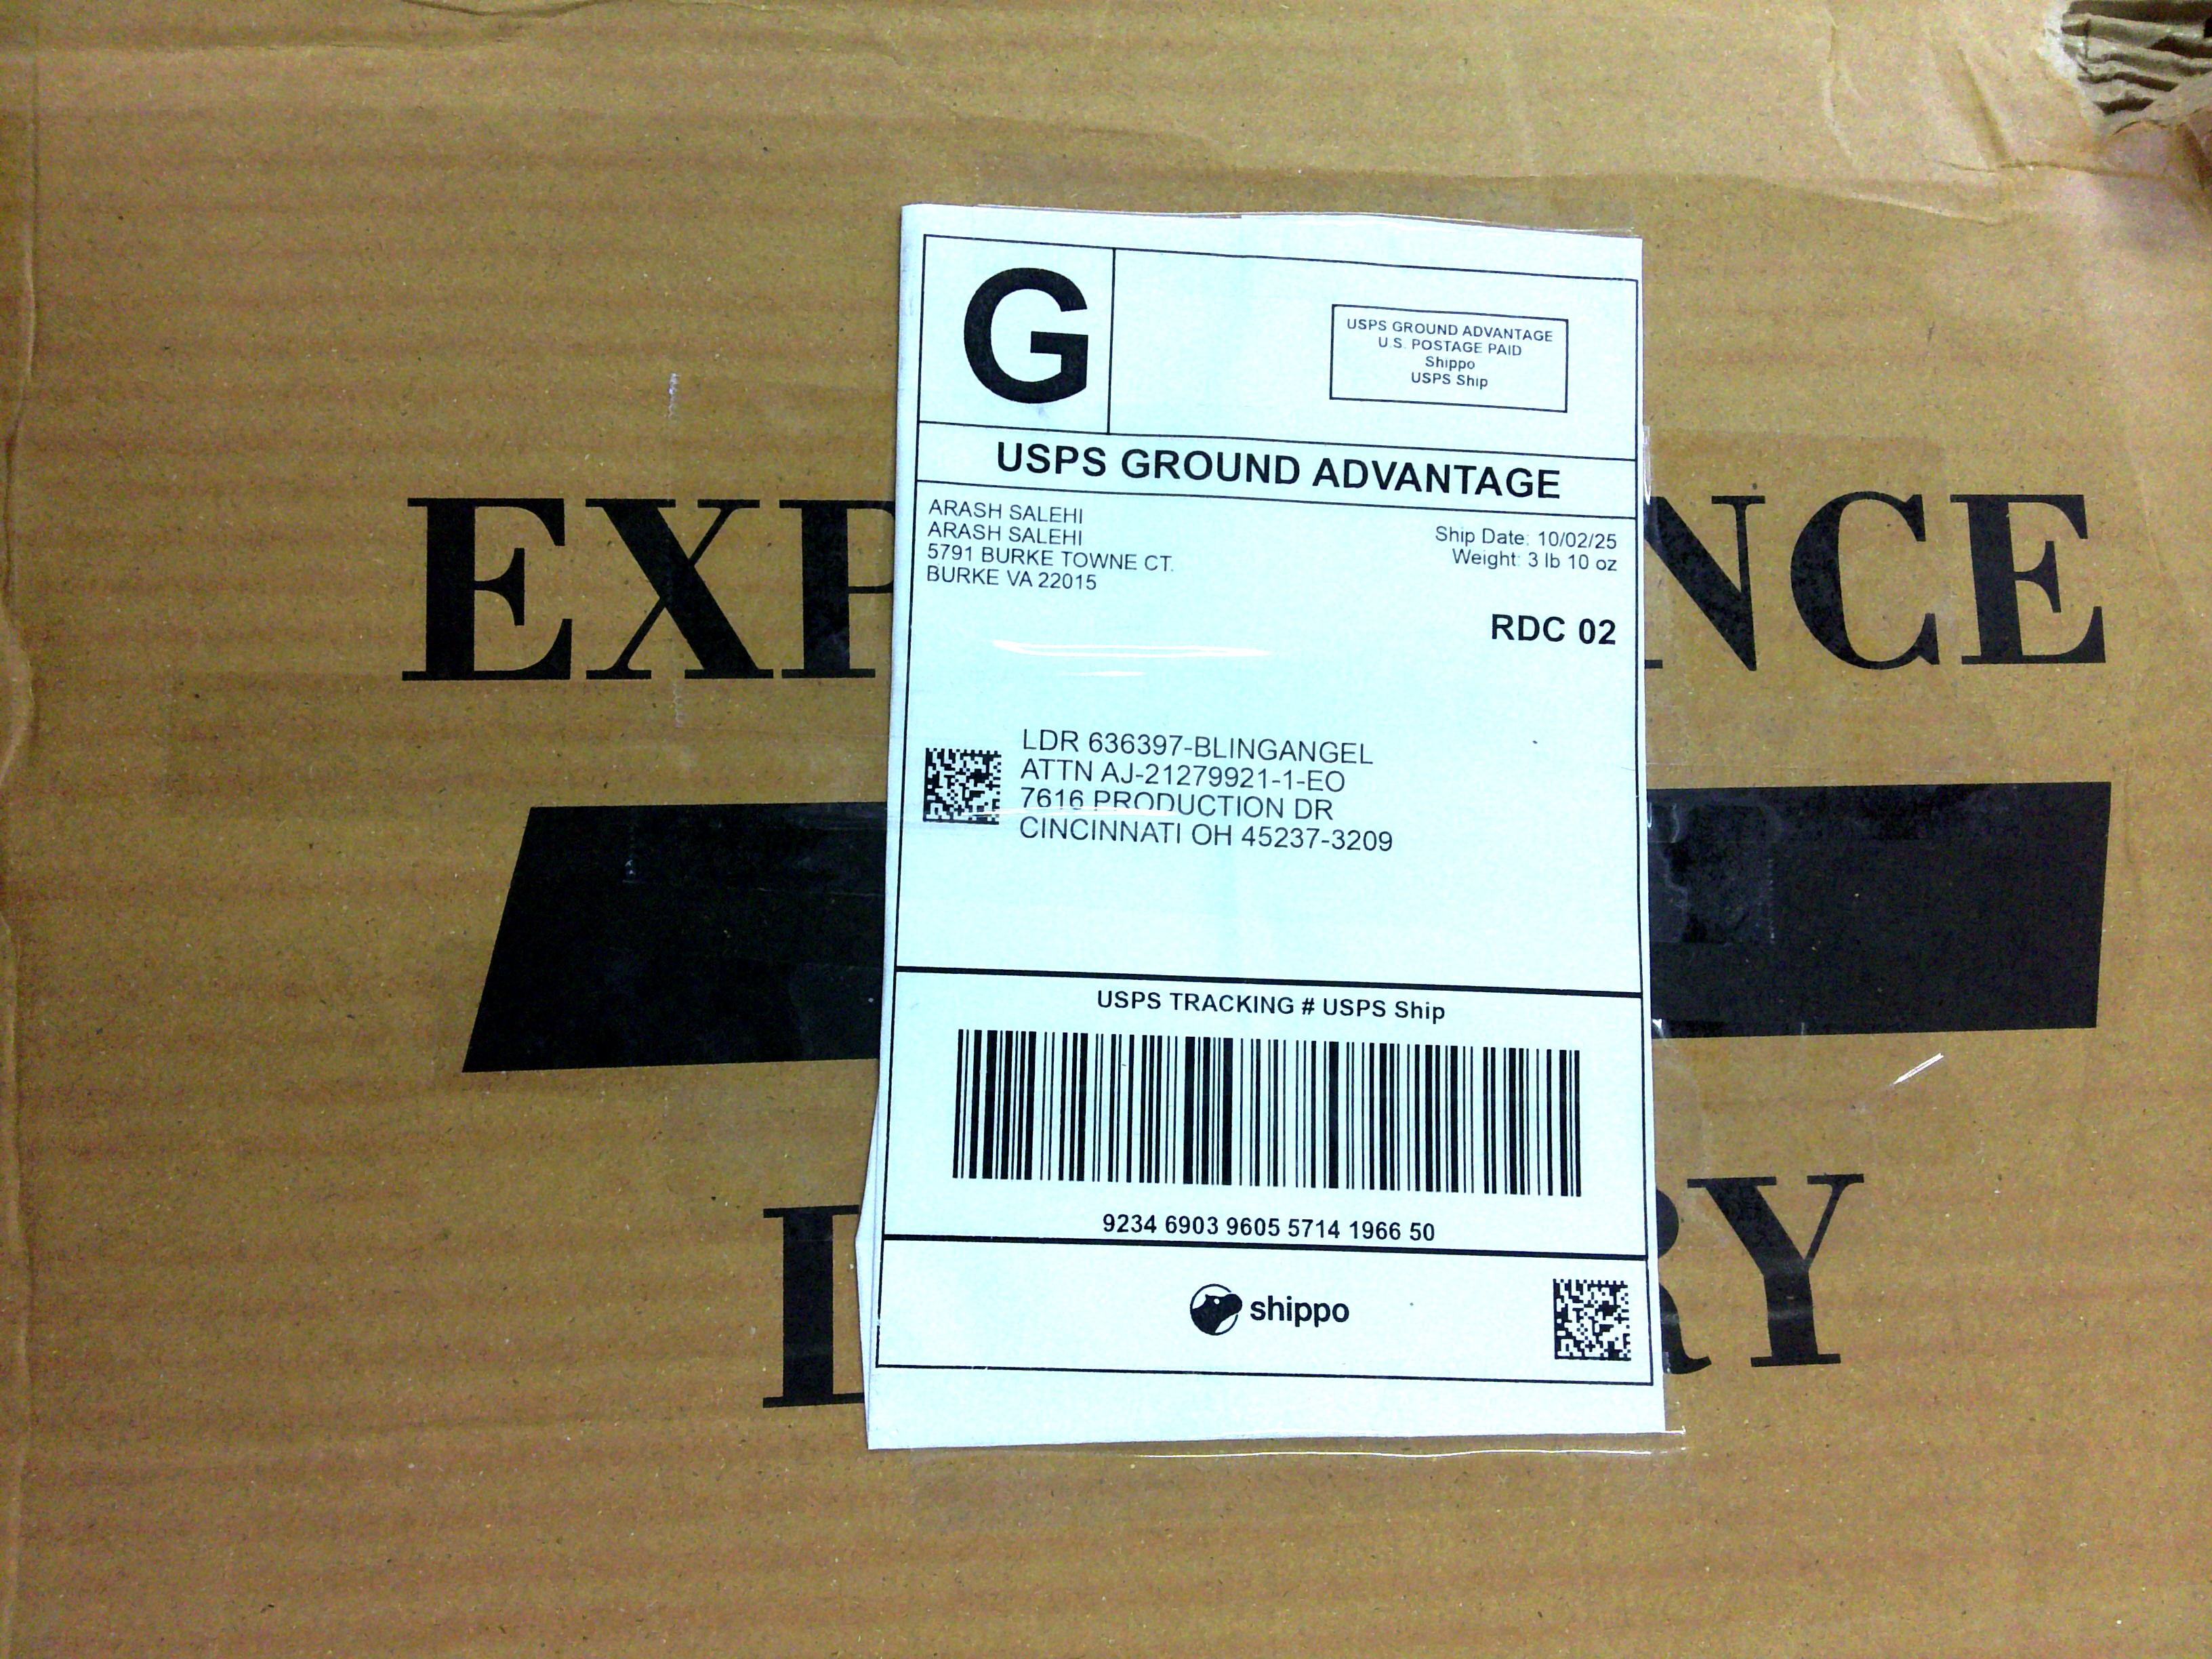 G
USPS GROUND ADVANTAGE
U.S. POSTAGE PAID
Shippo
USPS Ship
USPS GROUND ADVANTAGE
ARASH SALEHI
ARASH SALEHI
5791 BURKE TOWNE CT.
BURKE VA 22015
Ship Date: 10/02/25
Weight: 3 lb 10 oz
RDC 02
LDR 636397-BLINGANGEL
ATTN AJ-21279921-1-EO
7616 PRODUCTION DR
CINCINNATI OH 45237-3209
USPS TRACKING # USPS Ship
9234 6903 9605 5714 1966 50
shippo